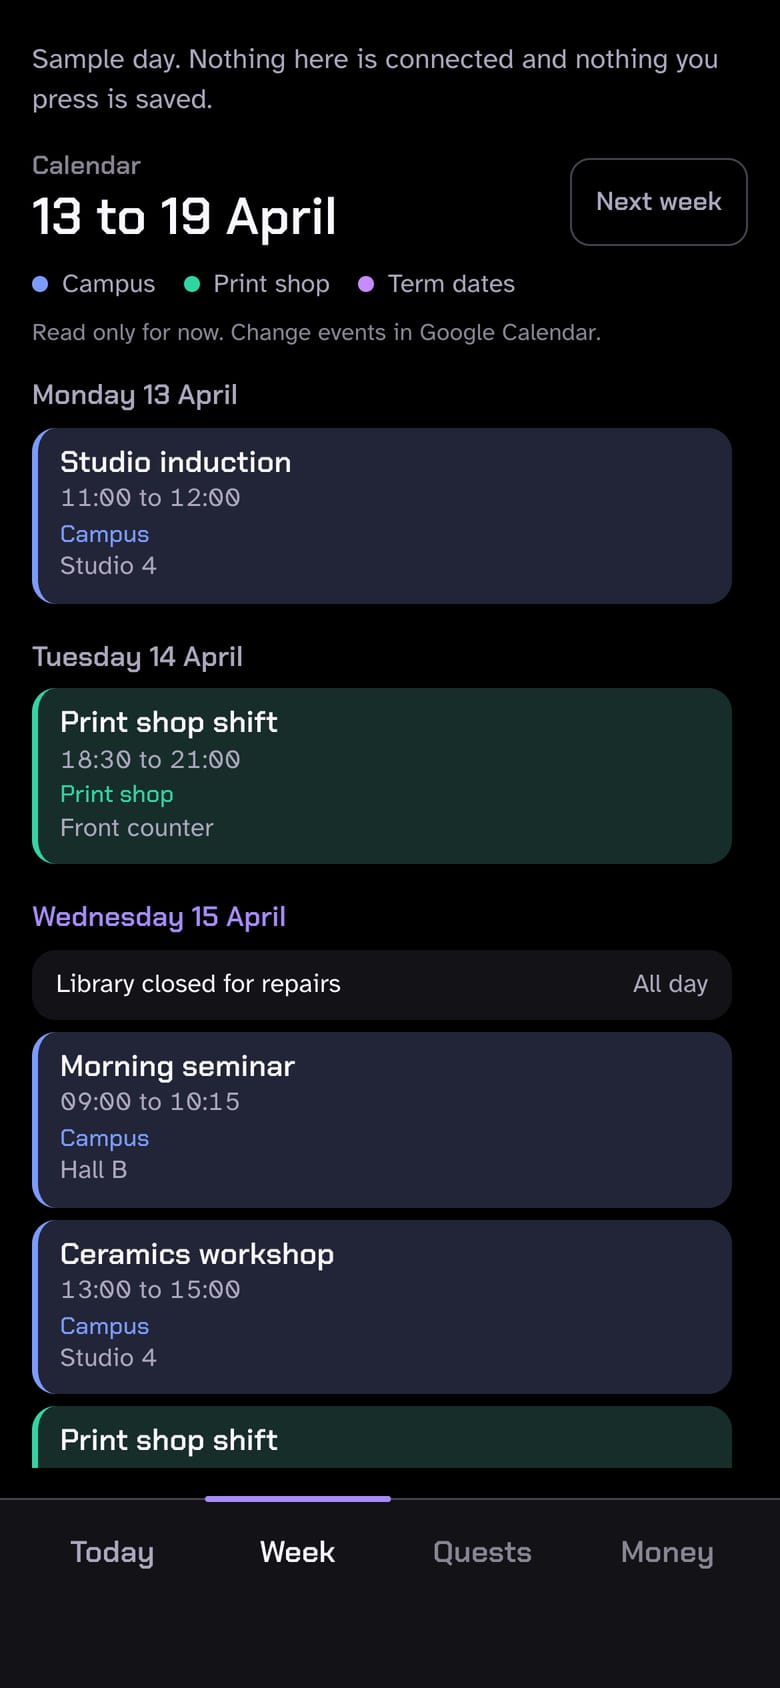 Sample day. Nothing here is connected and nothing you
press is saved.
Calendar
13 to 19 April
Next week
Campus
Print shop
Term dates
Read only for now. Change events in Google Calendar.
Monday 13 April
Studio induction
11:00 to 12:00
Campus
Studio 4
Tuesday 14 April
Print shop shift
18:30 to 21:00
Print shop
Front counter
Wednesday 15 April
Library closed for repairs
All day
Morning seminar
09:00 to 10:15
Campus
Hall B
Ceramics workshop
13:00 to 15:00
Campus
Studio 4
Print shop shift
Today
Week
Quests
Money